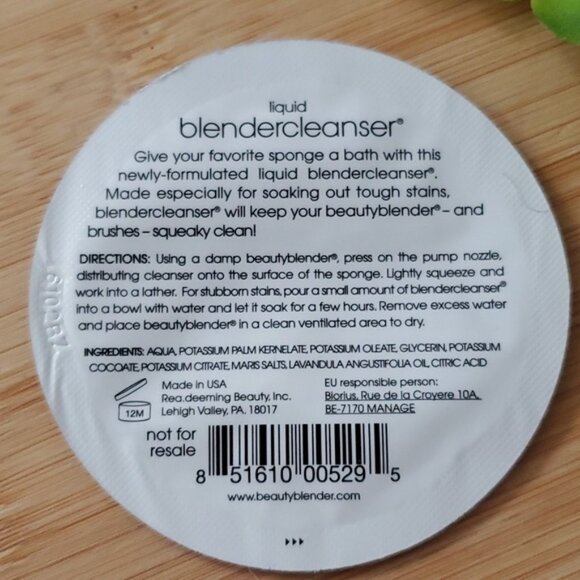 liquid
blendercleanser®
Give your favorite sponge a bath with this
newly-formulated liquid blendercleanser®.
Made especially for soaking out tough stains,
blendercleanser® will keep your beautyblender® – and
brushes – squeaky clean!
DIRECTIONS: Using a damp beautyblender®, press on the pump nozzle,
distributing cleanser onto the surface of the sponge. Lightly squeeze and
work into a lather. For stubborn stains, pour a small amount of blendercleanser®
into a bowl with water and let it soak for a few hours. Remove excess water
and place beautyblender® in a clean ventilated area to dry.
INGREDIENTS: AQUA, POTASSIUM PALM KERNELATE, POTASSIUM OLEATE, GLYCERIN, POTASSIUM
COCOATE, POTASSIUM CITRATE, MARIS SALTS, LAVANDULA ANGUSTIFOLIA OIL, CITRIC ACID
12M
Made in USA
Rea.deeming Beauty, Inc.
Lehigh Valley, PA. 18017
EU responsible person:
Biorius, Rue de la Croyere 10A,
BE-7170 MANAGE
not for
resale
8 51610 00529 5
www.beautyblender.com